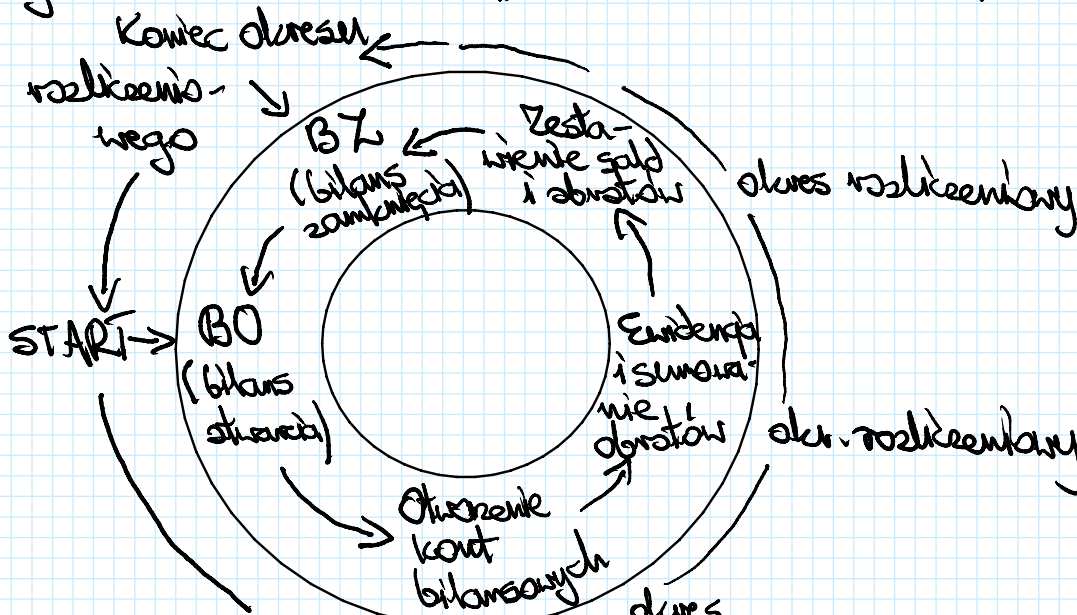 Koniec okresu
rozliczenio-
wego
BZ
(bilans
zamknięcia)
Zesta-
wienie sald
i obrotów
okres rozliczeniowy
START
BO
(bilans
otwarcia)
Ewidencja
i sumowa-
nie
obrotów
okr. rozliczeniowy
Otworzenie
kont
bilansowych
okres